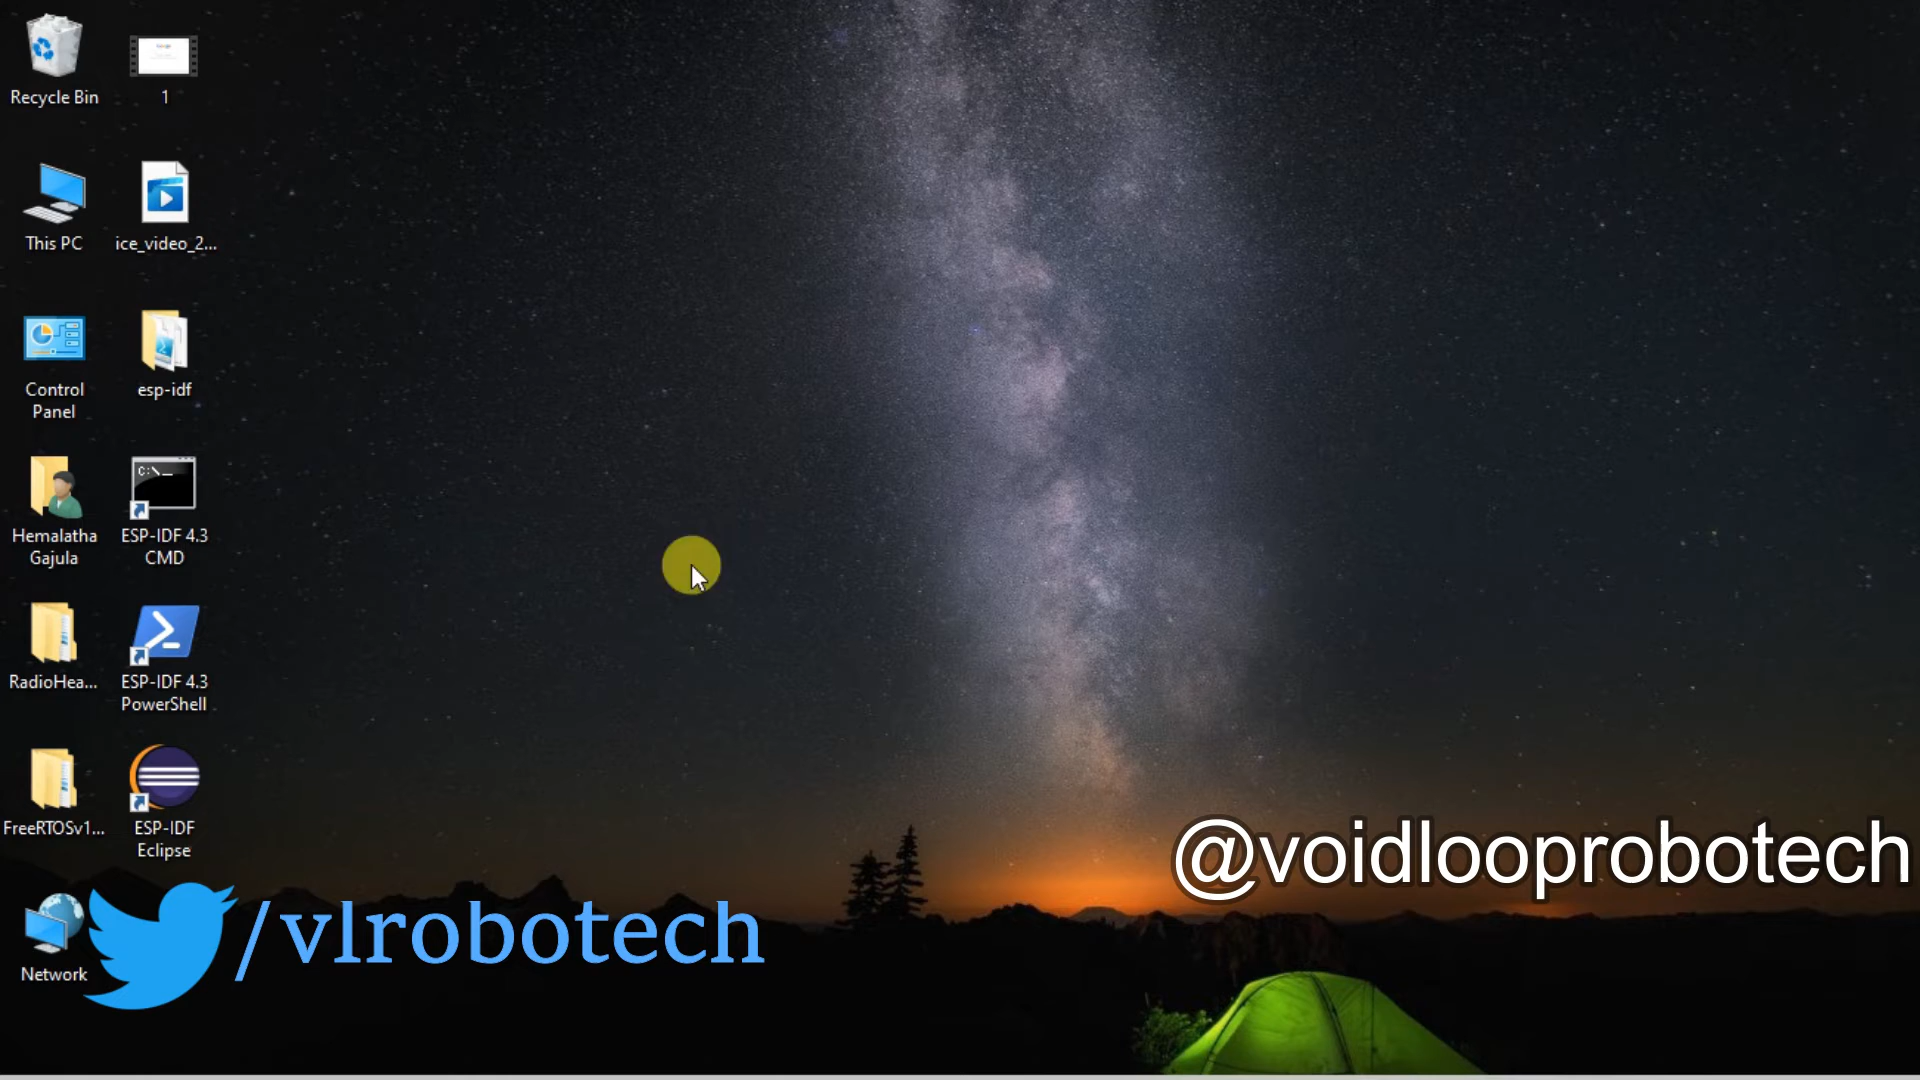 Recycle Bin
1
This PC
ice_video_2...
Control
Panel
esp-idf
Hemalatha
Gajula
C:\_
ESP-IDF 4.3
CMD
RadioHea...
ESP-IDF 4.3
PowerShell
FreeRTOSv1...
ESP-IDF
Eclipse
Network
/vlrobotech
@voidlooprobotech